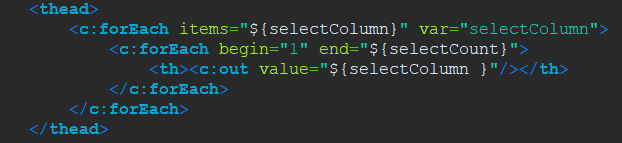 <thead>
<c:forEach items="${selectColumn}" var="selectColumn">
<c:forEach begin="1" end="${selectCount}">
<th><c:out value="${selectColumn }"/></th>
</c:forEach>
</c:forEach>
</thead>